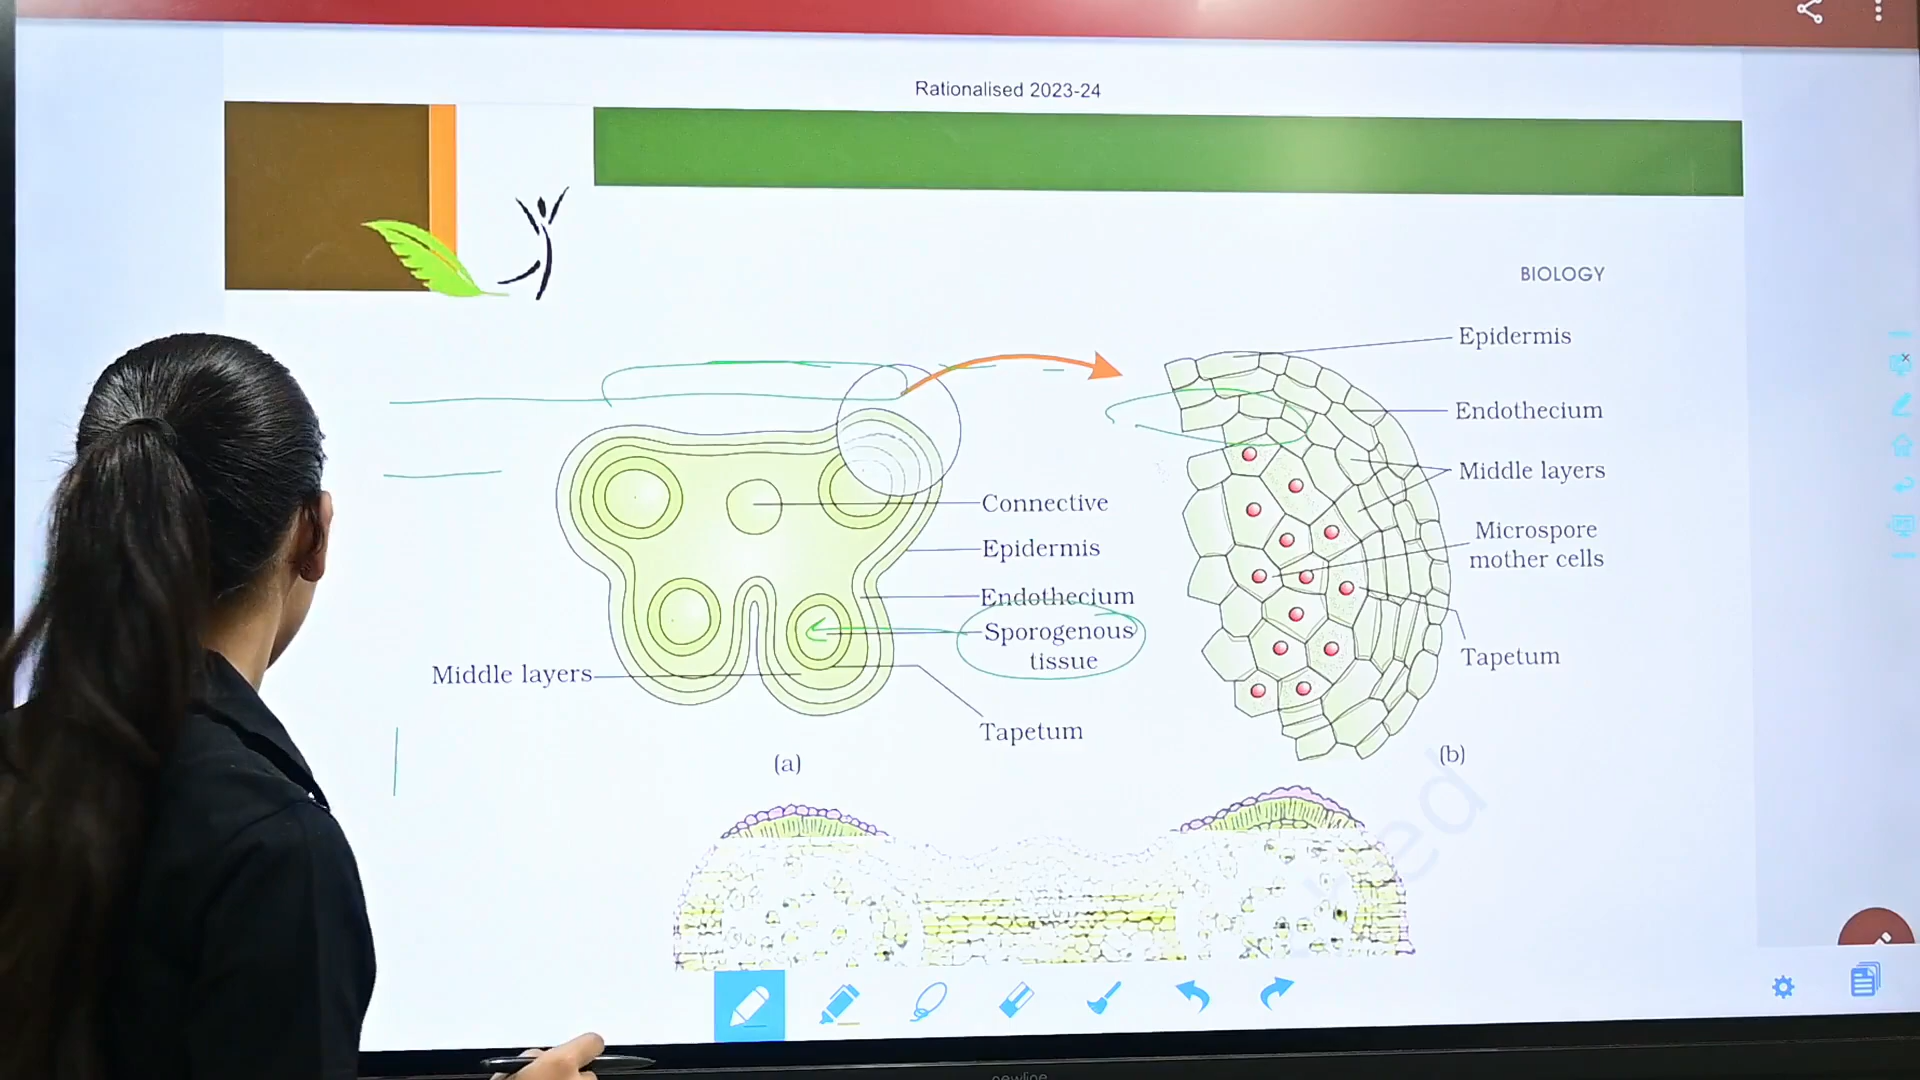 Rationalised 2023-24
BIOLOGY
Epidermis
Endothecium
Middle layers
Microspore
mother cells
Tapetum
(b)
Connective
Epidermis
Endothecium
Sporogenous
tissue
Middle layers
Tapetum
(a)
newline